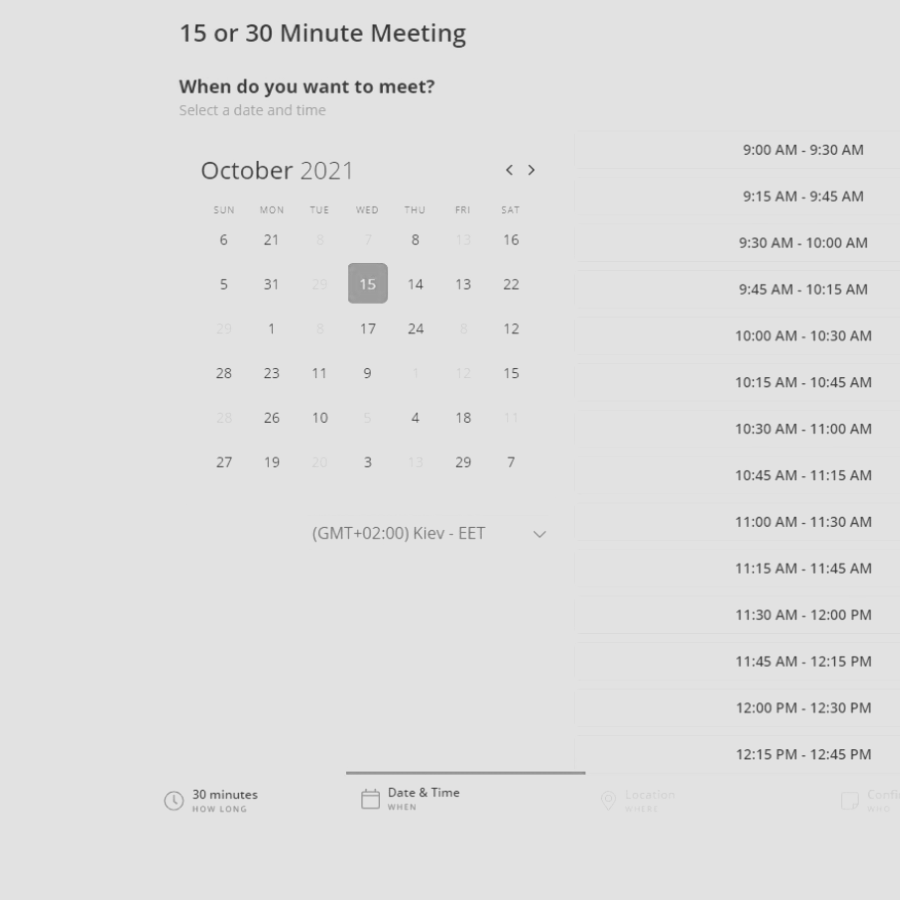 15 or 30 Minute Meeting
When do you want to meet?
Select a date and time
October 2021
SUN MON TUE WED THU FRI SAT
6 21 8 7 8 13 16
5 31 29 15 14 13 22
29 1 8 17 24 8 12
28 23 11 9 1 12 15
28 26 10 5 4 18 11
27 19 20 3 13 29 7
(GMT+02:00) Kiev - EET
9:00 AM - 9:30 AM
9:15 AM - 9:45 AM
9:30 AM - 10:00 AM
9:45 AM - 10:15 AM
10:00 AM - 10:30 AM
10:15 AM - 10:45 AM
10:30 AM - 11:00 AM
10:45 AM - 11:15 AM
11:00 AM - 11:30 AM
11:15 AM - 11:45 AM
11:30 AM - 12:00 PM
11:45 AM - 12:15 PM
12:00 PM - 12:30 PM
12:15 PM - 12:45 PM
30 minutes
HOW LONG
Date & Time
WHEN
Location
WHERE
Confi
WHO